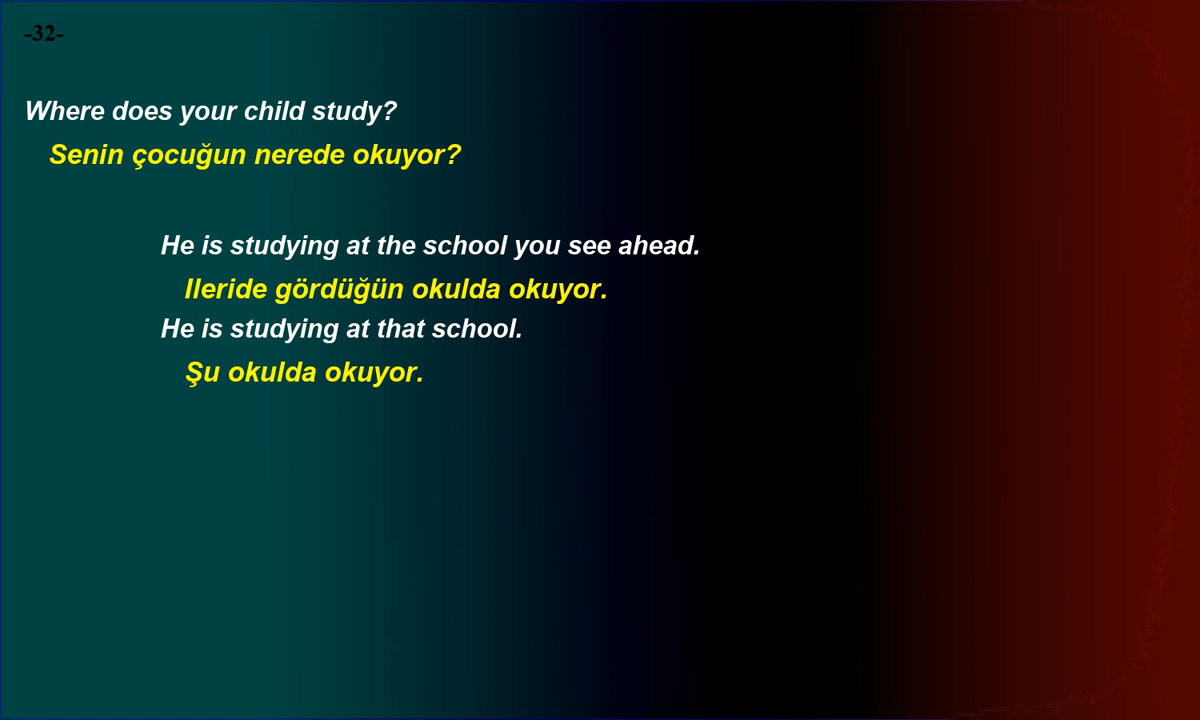 -32-
Where does your child study?
Senin çocuğun nerede okuyor?
He is studying at the school you see ahead.
Ileride gördüğün okulda okuyor.
He is studying at that school.
Şu okulda okuyor.